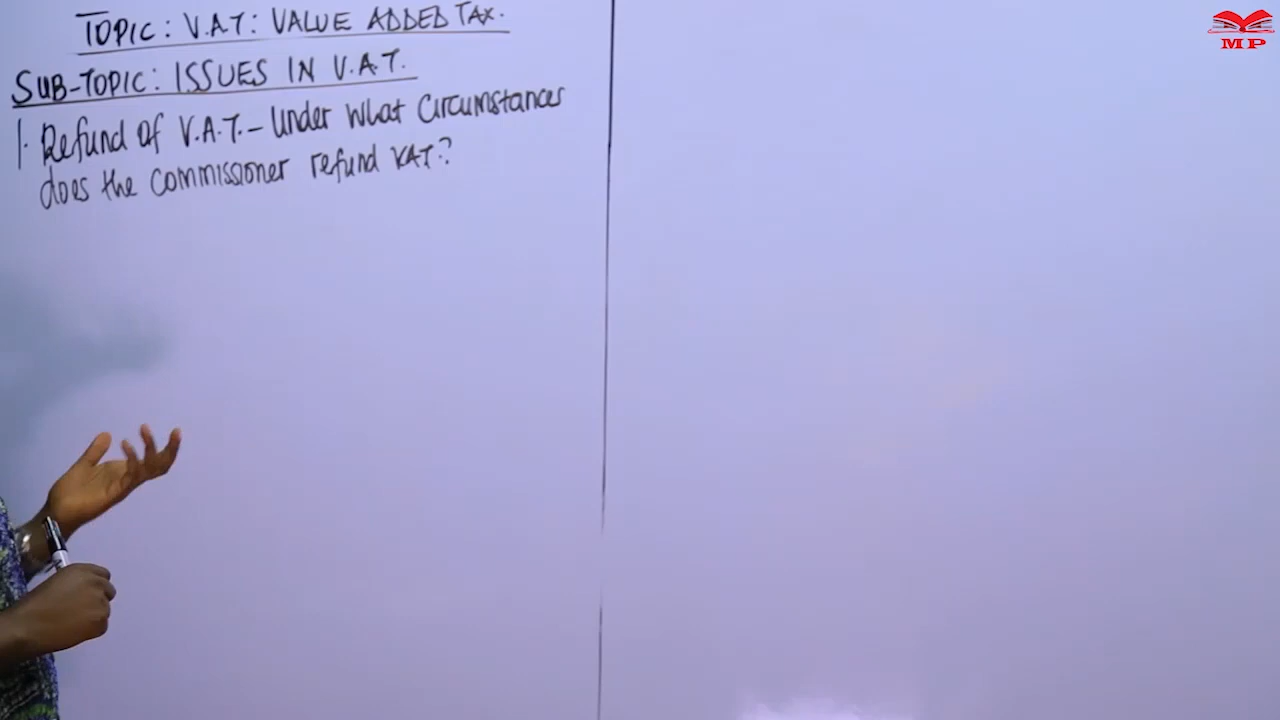 TOPIC: V.A.T: VALUE ADDED TAX.
SUB-TOPIC: ISSUES IN V.A.T.
1. Refund of V.A.T. - Under what circumstances
does the commissioner refund VAT.?
MP